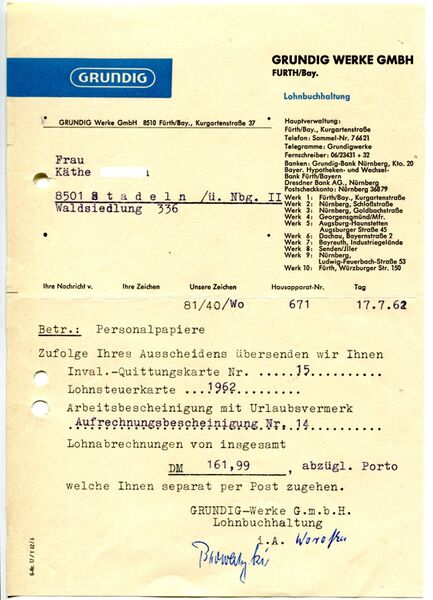 GRUNDIG
GRUNDIG WERKE GMBH
FÜRTH/Bay.
Lohnbuchhaltung
GRUNDIG Werke GmbH 8510 Fürth/Bay., Kurgartenstraße 37
Frau
Käthe
8501 S t a d e l n /ü. Nbg. II
Waldsiedlung 336
Hauptverwaltung:
Fürth/Bay., Kurgartenstraße
Telefon: Sammel-Nr. 76621
Telegramme: Grundigwerke
Fernschreiber: 06/23431 + 32
Banken: Grundig-Bank Nürnberg, Kto. 20
Bayer. Hypotheken- und Wechsel-
Bank Fürth/Bayern
Dresdner Bank AG., Nürnberg
Postscheckkonto: Nürnberg 36879
Werk 1: Fürth/Bay., Kurgartenstraße
Werk 2: Nürnberg, Schloßstraße
Werk 3: Nürnberg, Goldbachstraße
Werk 4: Georgensgmünd/Mfr.
Werk 5: Augsburg-Haunstetten
Augsburger Straße 45
Werk 6: Dachau, Bayernstraße 2
Werk 7: Bayreuth, Industriegelände
Werk 8: Senden/Jller
Werk 9: Nürnberg,
Ludwig-Feuerbach-Straße 53
Werk 10: Fürth, Würzburger Str. 150
Ihre Nachricht v. Ihre Zeichen Unsere Zeichen Hausapparat-Nr. Tag
81/40/Wo 671 17.7.62
Betr.: Personalpapiere
Zufolge Ihres Ausscheidens übersenden wir Ihnen
Inval.-Quittungskarte Nr. ....15..........
Lohnsteuerkarte ...1962.........
Arbeitsbescheinigung mit Urlaubsvermerk
Aufrechnungsbescheinigung Nr. 14
Lohnabrechnungen von insgesamt
DM 161,99 , abzügl. Porto
welche Ihnen separat per Post zugehen.
GRUNDIG-Werke G.m.b.H.
Lohnbuchhaltung
i.A.